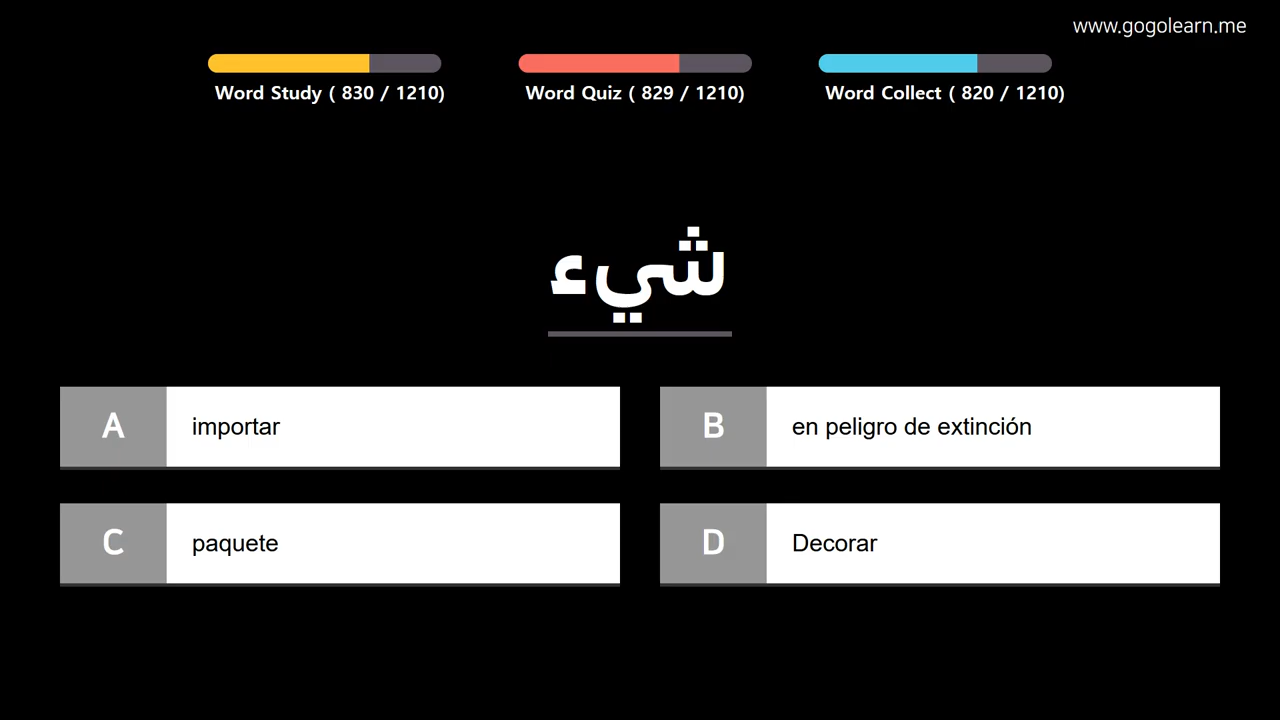 www.gogolearn.me
Word Study ( 830 / 1210)
Word Quiz ( 829 / 1210)
Word Collect ( 820 / 1210)
شيء
A importar
B en peligro de extinción
C paquete
D Decorar